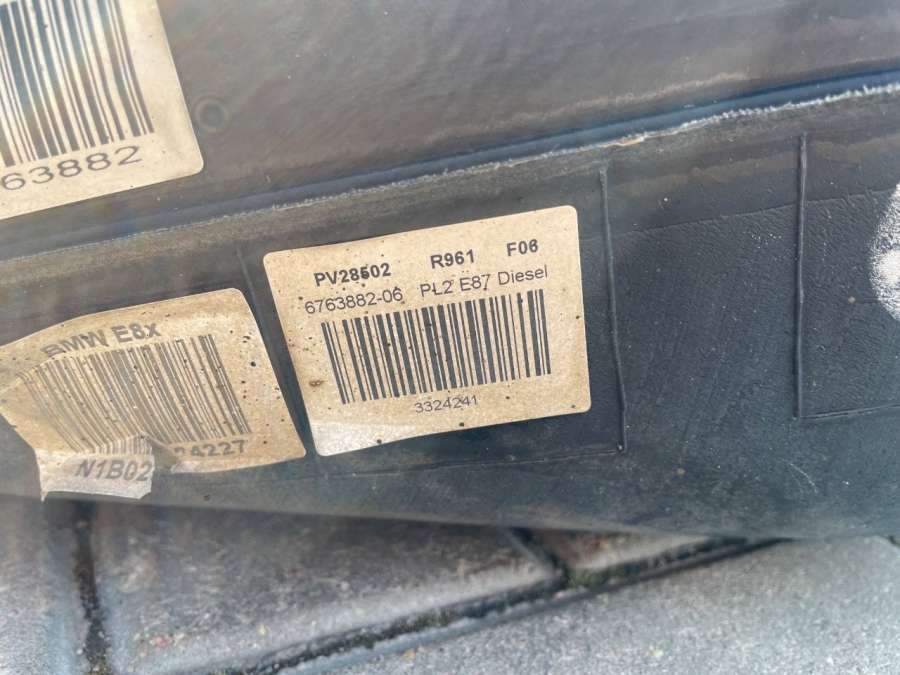 63882
PV28502 R961 F06
6763882-06 PL2 E87 Diesel
3324241
BMW E8x
24227
N1B02